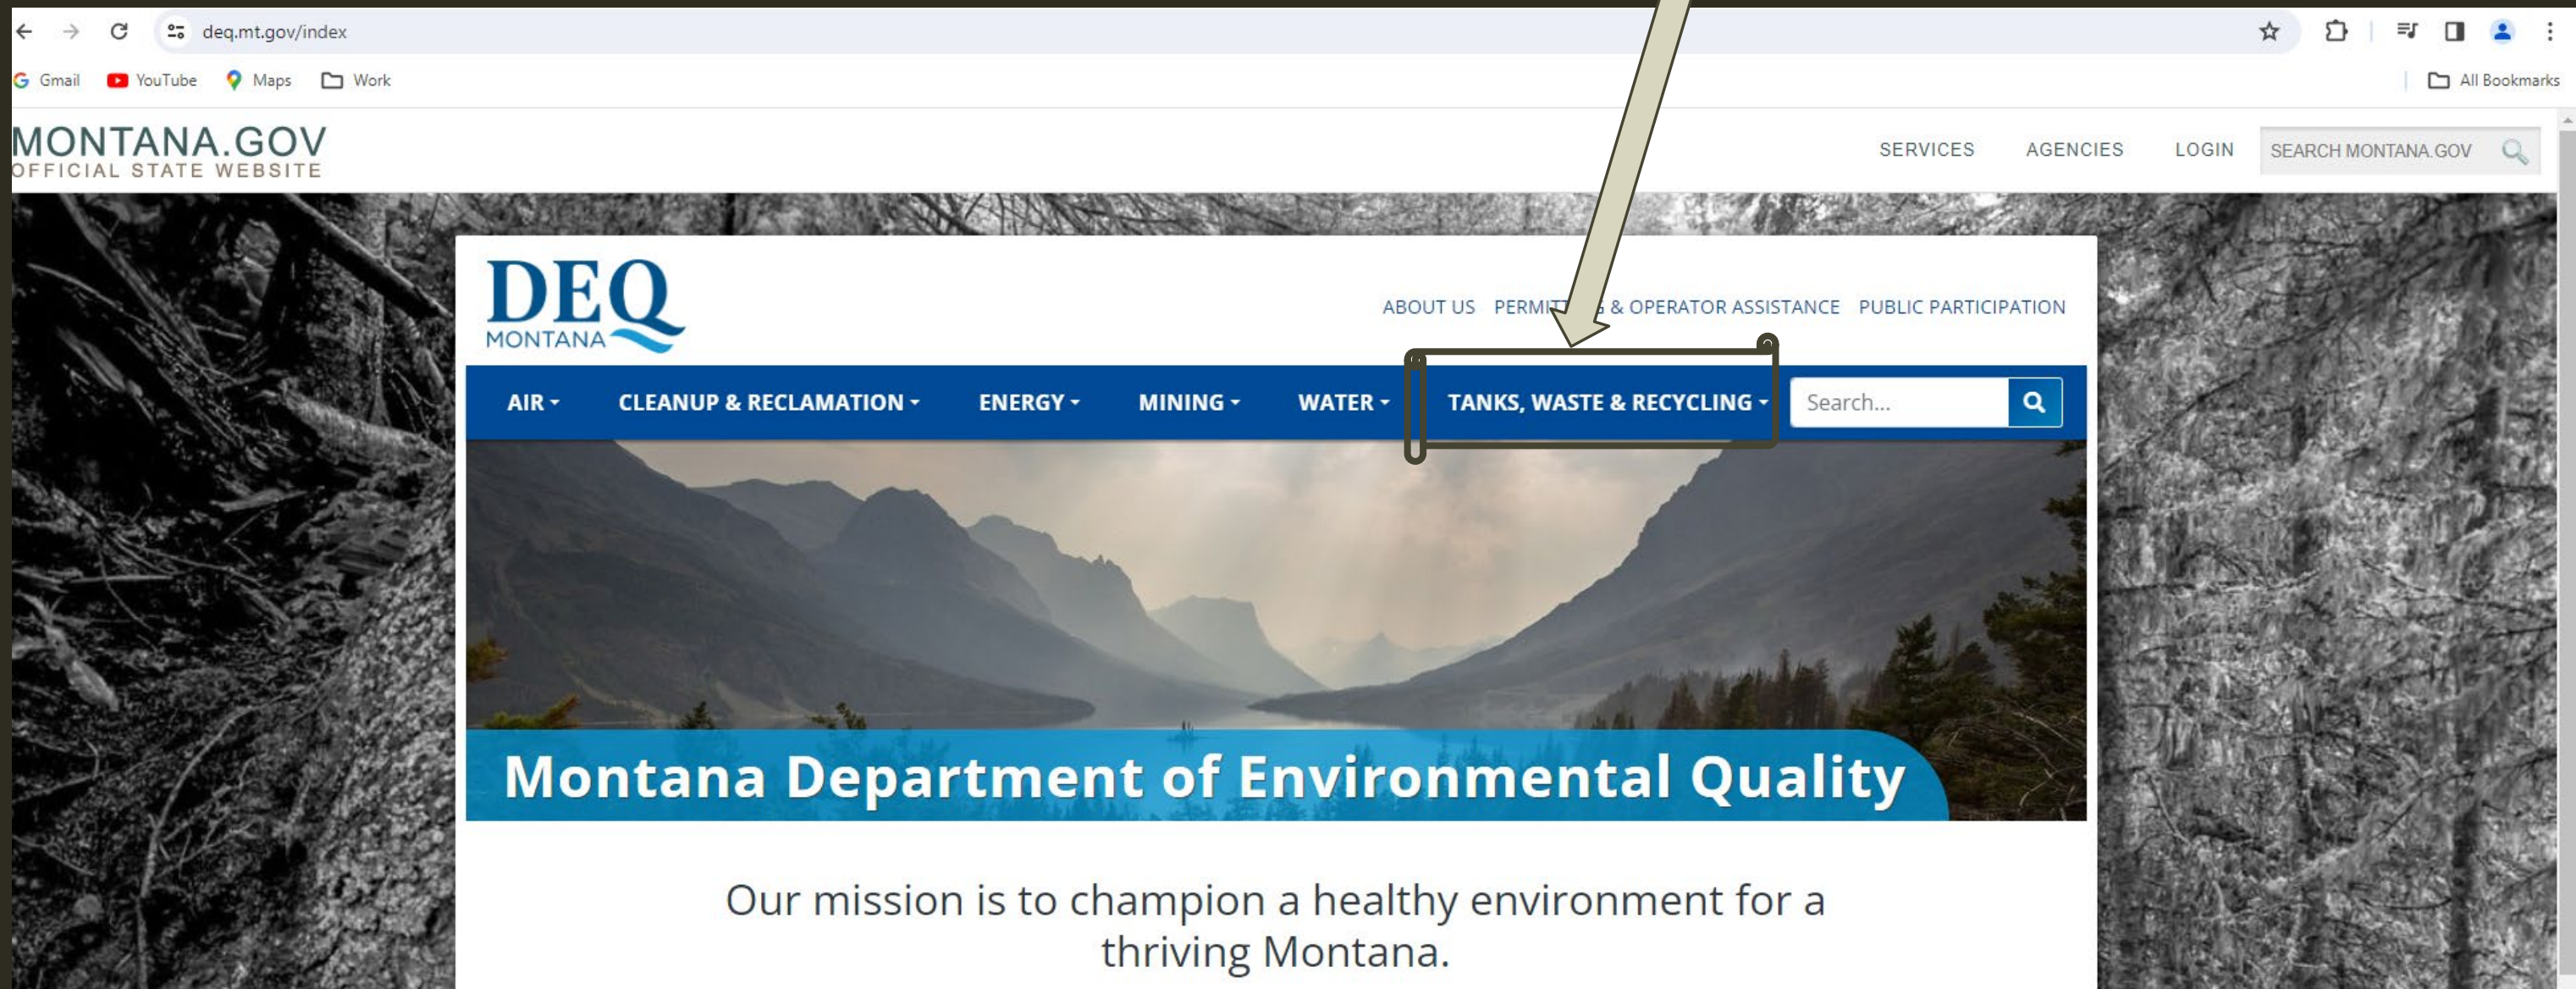 deq.mt.gov/index
Gmail YouTube Maps Work All Bookmarks
MONTANA.GOV
OFFICIAL STATE WEBSITE
SERVICES AGENCIES LOGIN SEARCH MONTANA.GOV
DEQ
MONTANA
ABOUT US & OPERATOR ASSISTANCE PUBLIC PARTICIPATION
AIR CLEANUP & RECLAMATION ENERGY MINING WATER TANKS, WASTE & RECYCLING Search...
Montana Department of Environmental Quality
Our mission is to champion a healthy environment for a
thriving Montana.